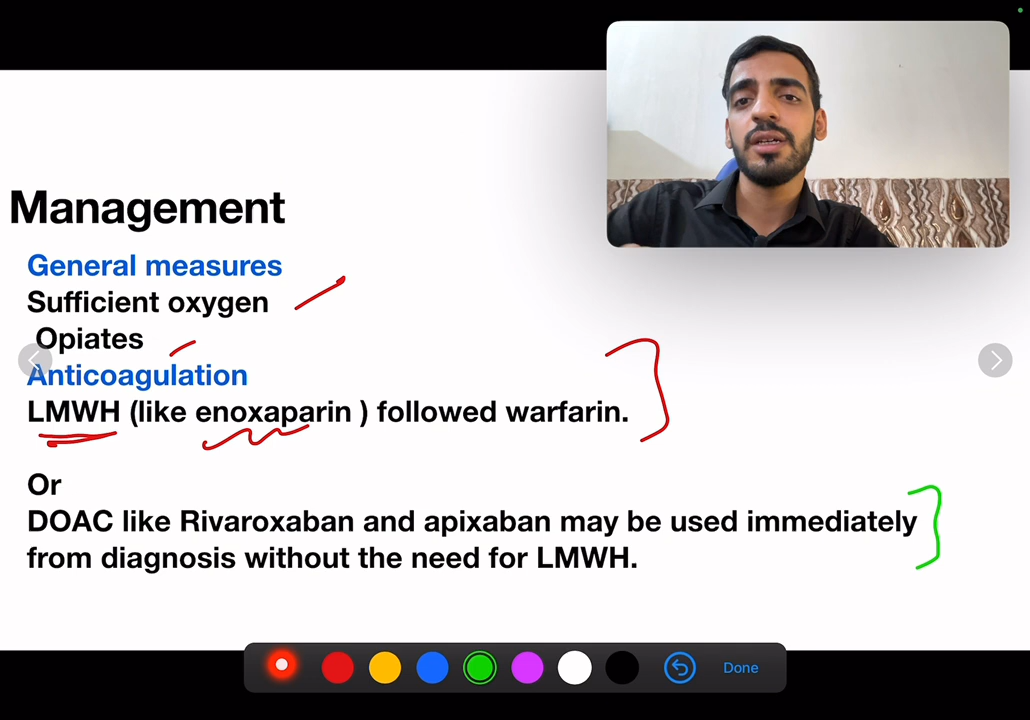 Management
General measures
Sufficient oxygen
Opiates
Anticoagulation
LMWH (like enoxaparin ) followed warfarin.
Or
DOAC like Rivaroxaban and apixaban may be used immediately
from diagnosis without the need for LMWH.
Done